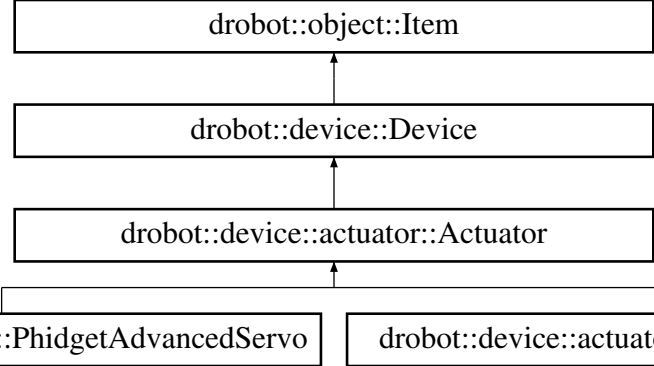 drobot::object::Item
drobot::device::Device
drobot::device::actuator::Actuator
::PhidgetAdvancedServo
drobot::device::actuat